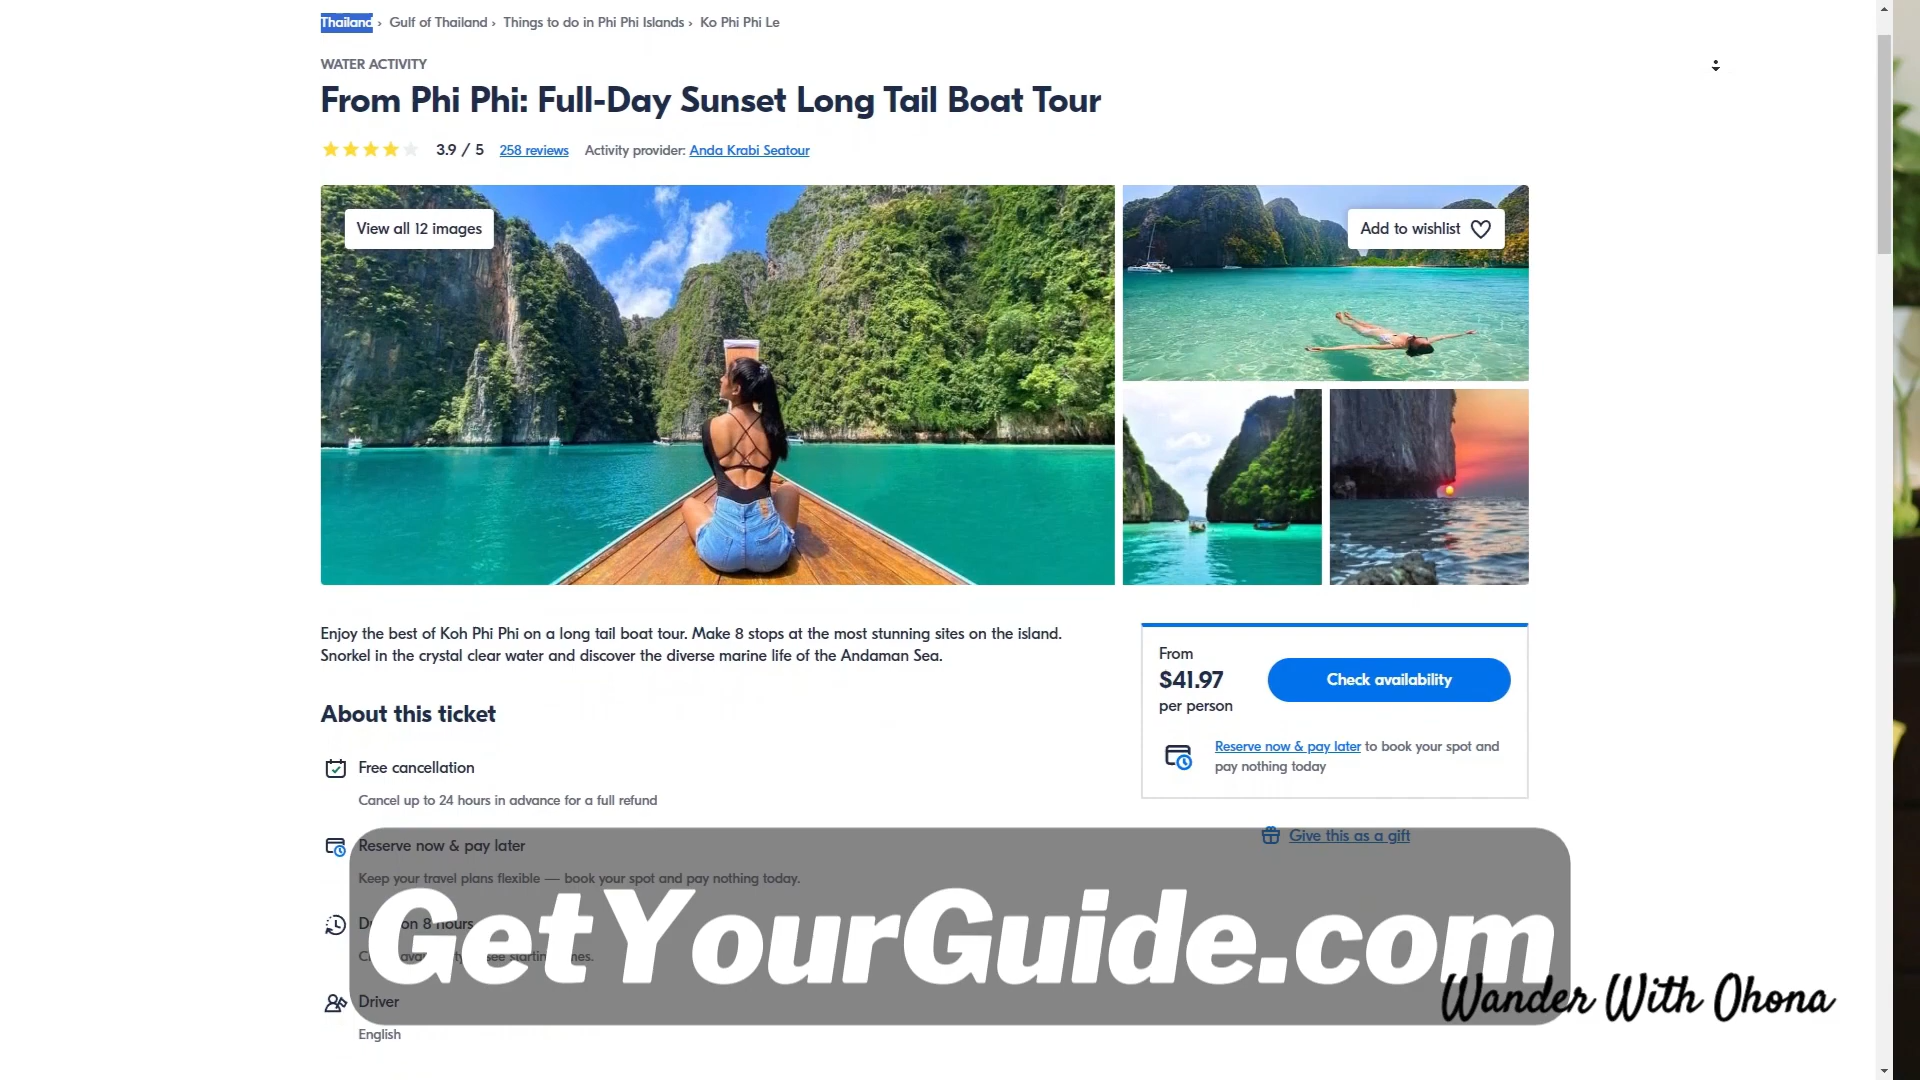 Thailand › Gulf of Thailand › Things to do in Phi Phi Islands › Ko Phi Phi Le
WATER ACTIVITY
From Phi Phi: Full-Day Sunset Long Tail Boat Tour
3.9 / 5 258 reviews Activity provider: Anda Krabi Seatour
View all 12 images
Add to wishlist
Enjoy the best of Koh Phi Phi on a long tail boat tour. Make 8 stops at the most stunning sites on the island.
Snorkel in the crystal clear water and discover the diverse marine life of the Andaman Sea.
From
$41.97
per person
Check availability
Reserve now & pay later to book your spot and
pay nothing today
Give this as a gift
About this ticket
Free cancellation
Cancel up to 24 hours in advance for a full refund
Reserve now & pay later
Keep your travel plans flexible — book your spot and pay nothing today.
8 hours
see
Driver
English
GetYourGuide.com
Wander With Ohona